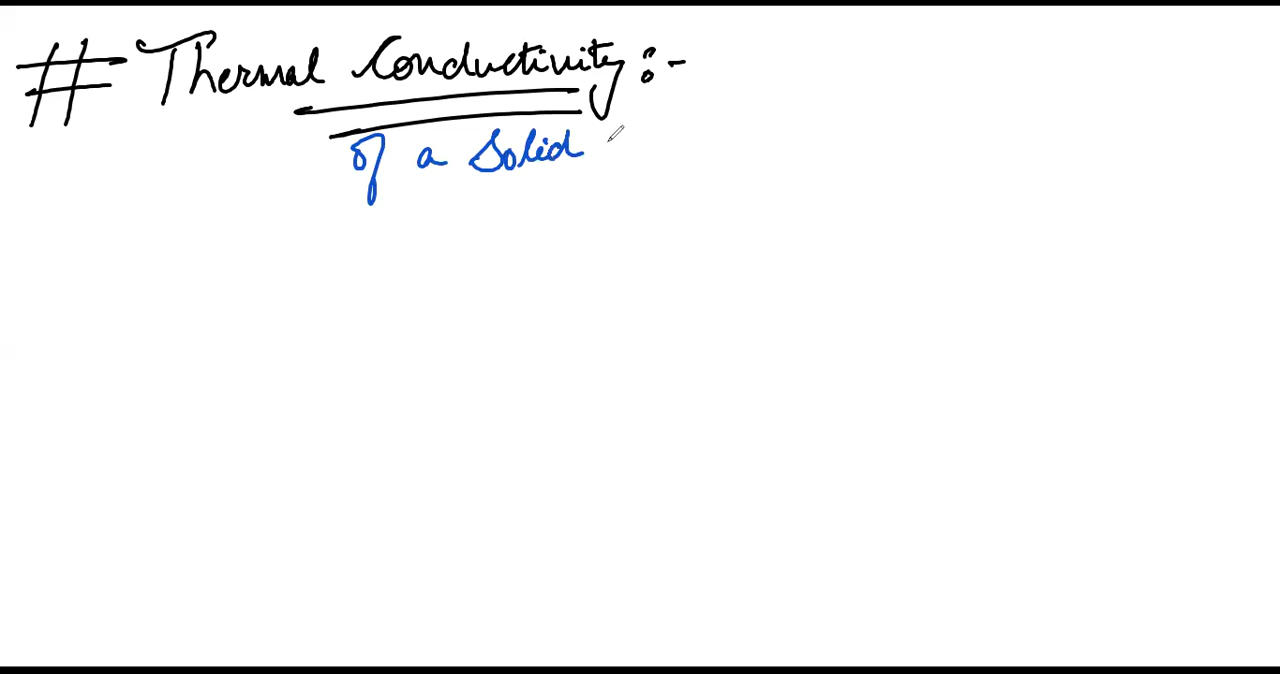 # Thermal Conductivity :-
of a Solid